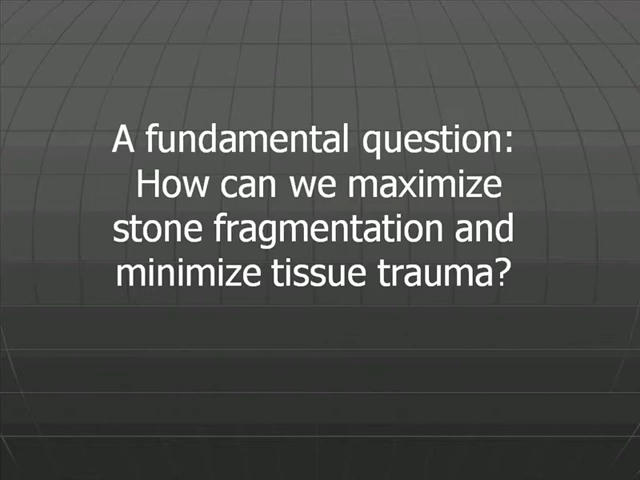 A fundamental question:
How can we maximize
stone fragmentation and
minimize tissue trauma?